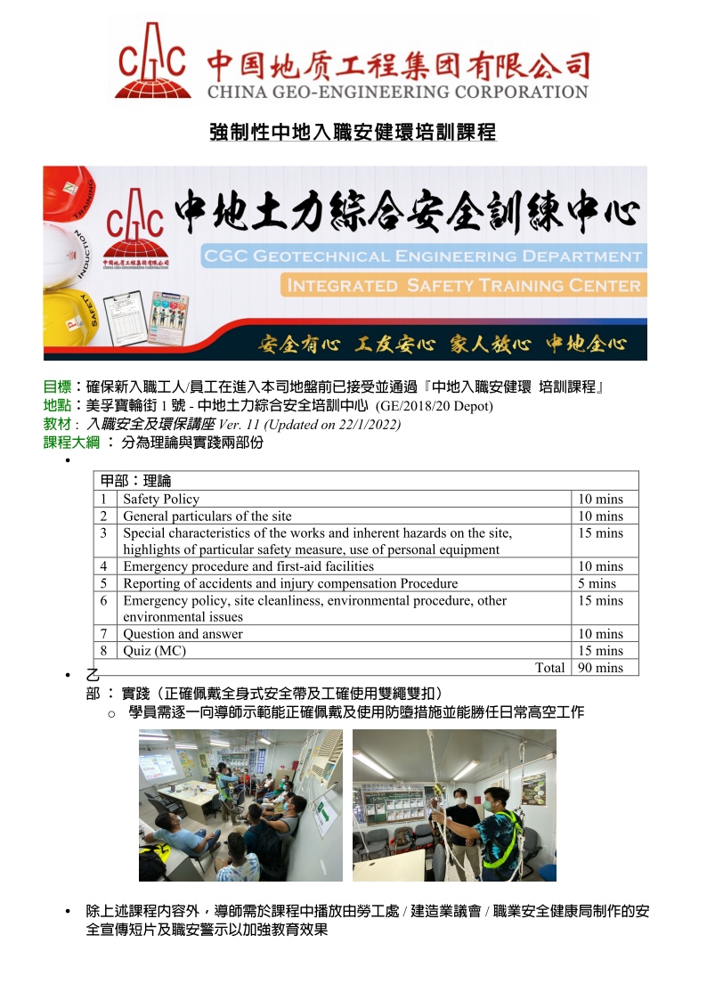 CGC 中国地质工程集团有限公司
CHINA GEO-ENGINEERING CORPORATION
強制性中地入職安健環培訓課程
TRAINING
INDUCTION
SAFETY
CGC
中国地质工程集团有限公司
中地土力綜合安全訓練中心
CGC GEOTECHNICAL ENGINEERING DEPARTMENT
INTEGRATED SAFETY TRAINING CENTER
安全有心 工友安心 家人放心 中地全心
目標：確保新入職工人/員工在進入本司地盤前已接受並通過『中地入職安健環 培訓課程』
地點：美孚寶輪街 1 號 - 中地土力綜合安全培訓中心 (GE/2018/20 Depot)
教材 : 入職安全及環保講座 Ver. 11 (Updated on 22/1/2022)
課程大綱 ： 分為理論與實踐兩部份
•
甲部：理論
1 Safety Policy 10 mins
2 General particulars of the site 10 mins
3 Special characteristics of the works and inherent hazards on the site, 15 mins
highlights of particular safety measure, use of personal equipment
4 Emergency procedure and first-aid facilities 10 mins
5 Reporting of accidents and injury compensation Procedure 5 mins
6 Emergency policy, site cleanliness, environmental procedure, other 15 mins
environmental issues
7 Question and answer 10 mins
8 Quiz (MC) 15 mins
Total 90 mins
• 乙
部 ： 實踐（正確佩戴全身式安全帶及工確使用雙繩雙扣）
o 學員需逐一向導師示範能正確佩戴及使用防墮措施並能勝任日常高空工作
• 除上述課程内容外，導師需於課程中播放由勞工處 / 建造業議會 / 職業安全健康局制作的安
全宣傳短片及職安警示以加強教育效果